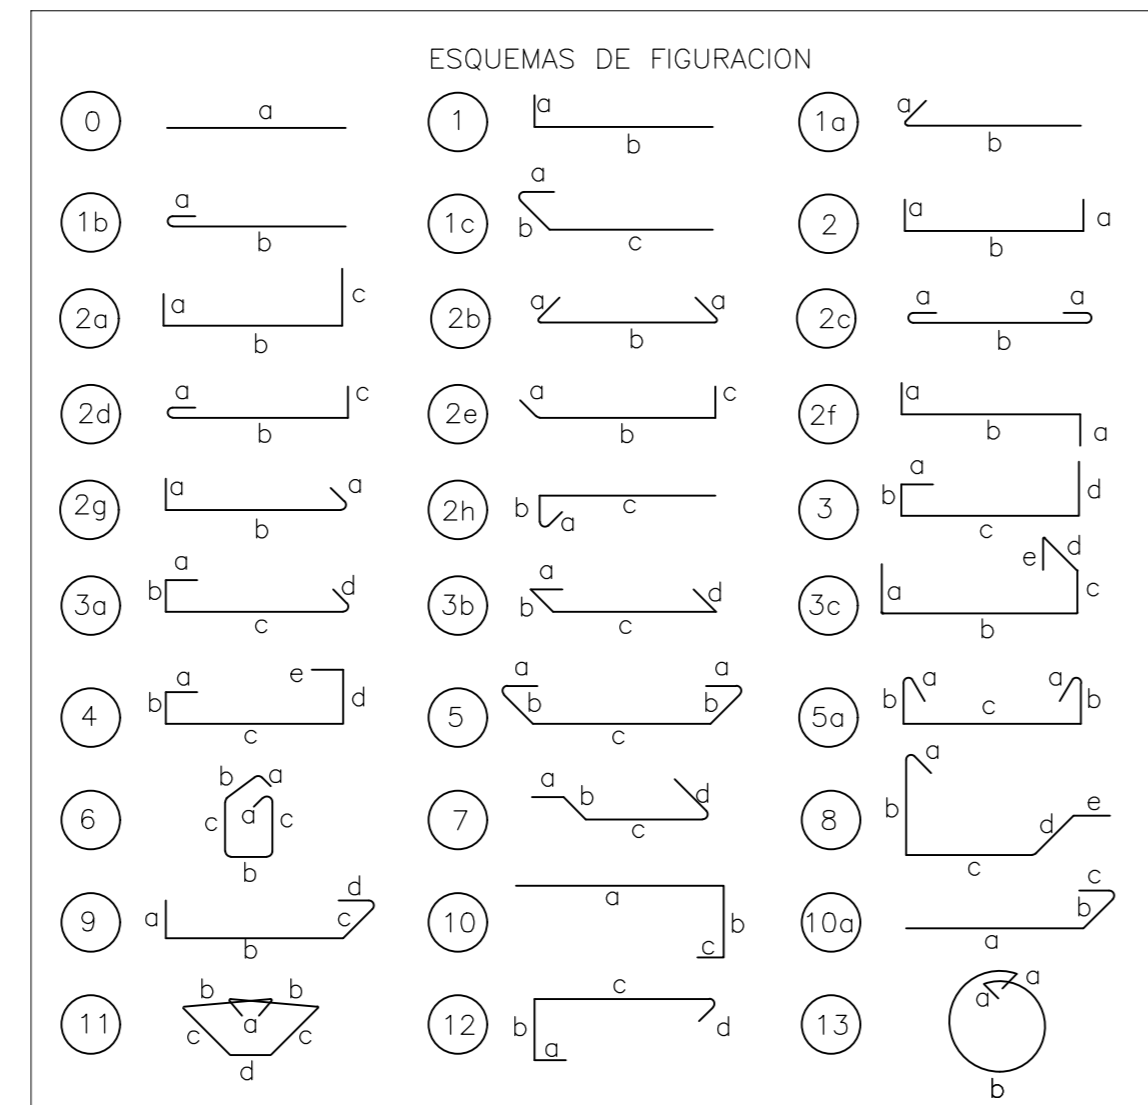 ESQUEMAS DE FIGURACION
0 a
1 a b
1a a b
1b a b
1c a b c
2 a b a
2a a b c
2b a b a
2c a b a
2d a b c
2e a b c
2f a b a
2g a b a
2h b a c
3 a b c d
3a a b c d
3b a b c d
3c a b c d e
4 a b c d e
5 a b c b a
5a b a c a b
6 b a c a c b
7 a b c d
8 a b c d e
9 a b c d
10 a b c
10a a b c
11 b b a c c d
12 c b a d
13 a a b